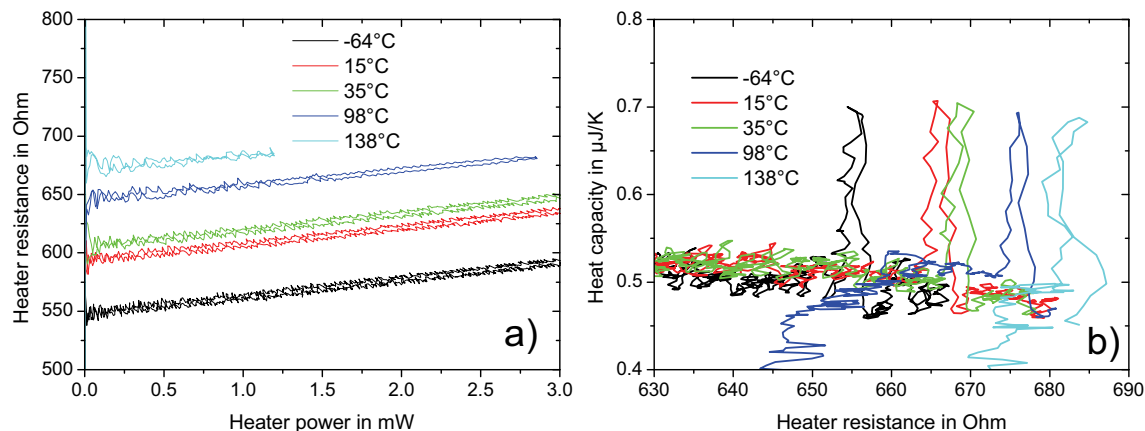 800
750
700
650
600
550
500
Heater resistance in Ohm
-64°C
15°C
35°C
98°C
138°C
a)
0.0 0.5 1.0 1.5 2.0 2.5 3.0
Heater power in mW
0.8
0.7
0.6
0.5
0.4
Heat capacity in µJ/K
-64°C
15°C
35°C
98°C
138°C
b)
630 640 650 660 670 680 690
Heater resistance in Ohm